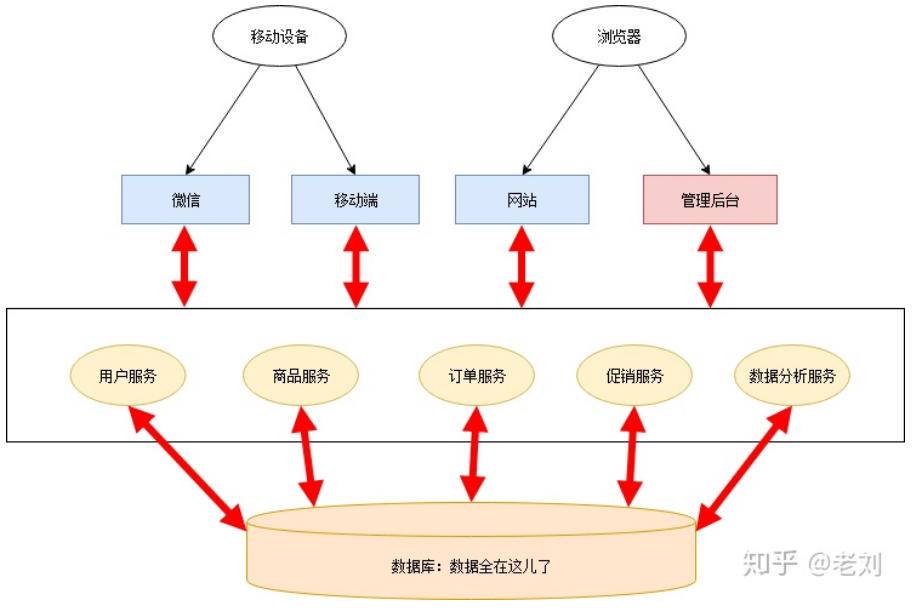 移动设备
浏览器
微信
移动端
网站
管理后台
用户服务
商品服务
订单服务
促销服务
数据分析服务
数据库：数据全在这儿了
知乎 @老刘